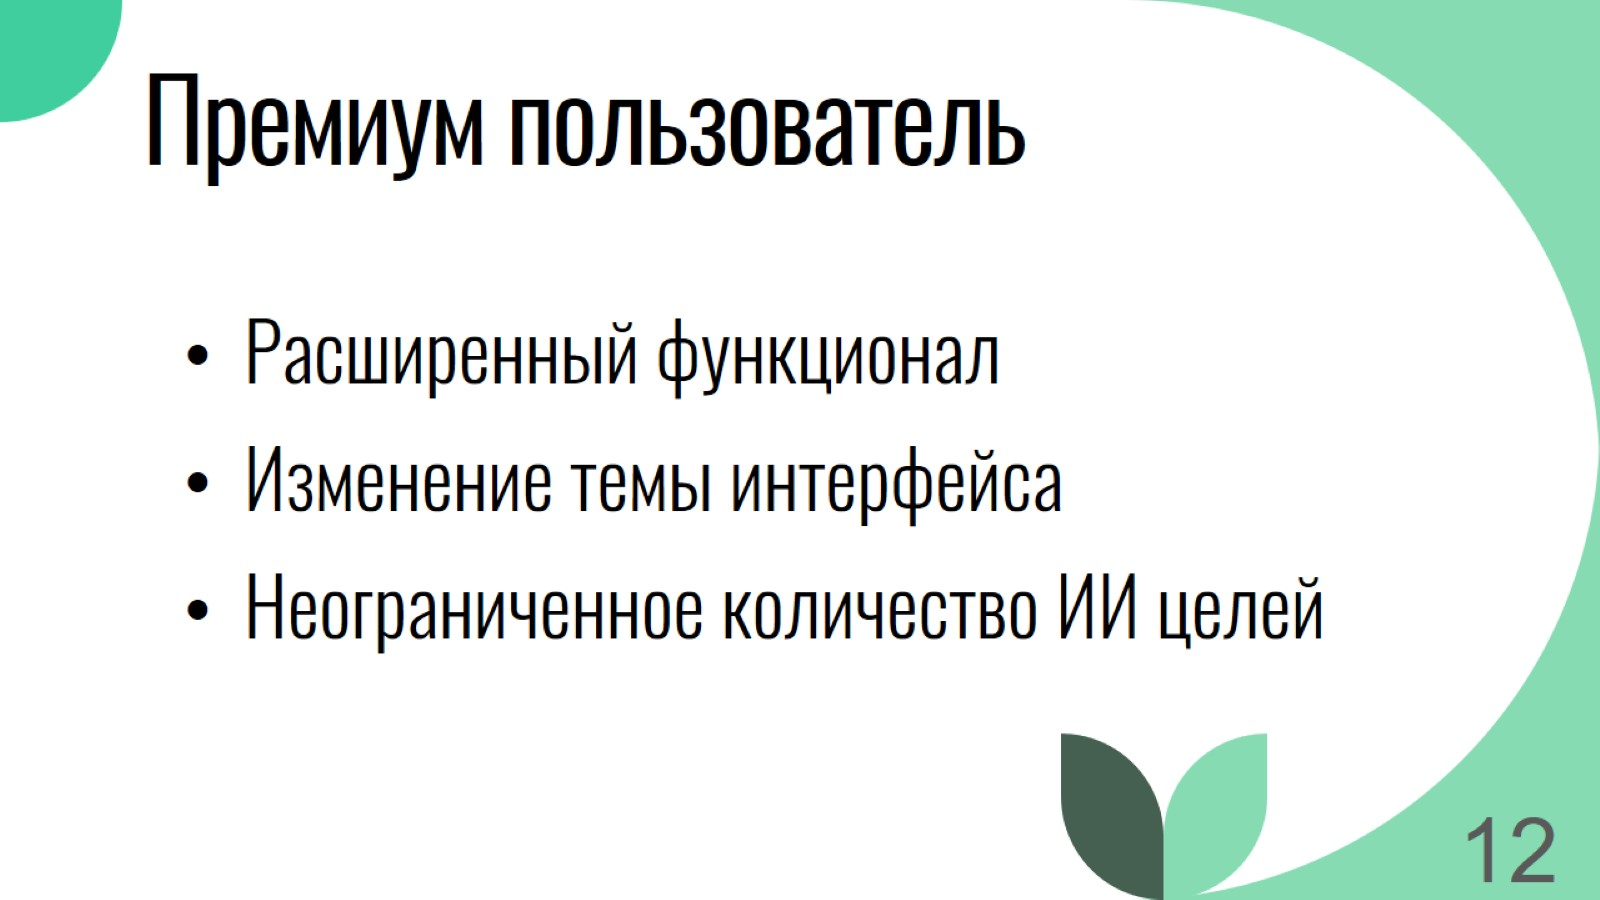 Премиум пользователь
• Расширенный функционал
• Изменение темы интерфейса
• Неограниченное количество ИИ целей
12